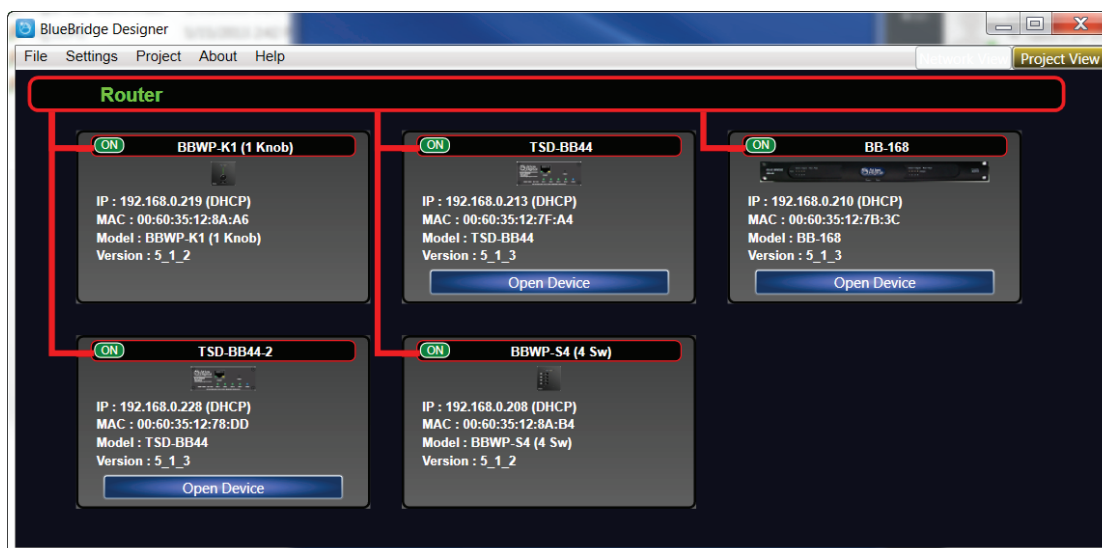 BlueBridge Designer
File Settings Project About Help
Network View Project View
Router
ON BBWP-K1 (1 Knob)
IP : 192.168.0.219 (DHCP)
MAC : 00:60:35:12:8A:A6
Model : BBWP-K1 (1 Knob)
Version : 5_1_2
ON TSD-BB44
IP : 192.168.0.213 (DHCP)
MAC : 00:60:35:12:7F:A4
Model : TSD-BB44
Version : 5_1_3
Open Device
ON BB-168
IP : 192.168.0.210 (DHCP)
MAC : 00:60:35:12:7B:3C
Model : BB-168
Version : 5_1_3
Open Device
ON TSD-BB44-2
IP : 192.168.0.228 (DHCP)
MAC : 00:60:35:12:78:DD
Model : TSD-BB44
Version : 5_1_3
Open Device
ON BBWP-S4 (4 Sw)
IP : 192.168.0.208 (DHCP)
MAC : 00:60:35:12:8A:B4
Model : BBWP-S4 (4 Sw)
Version : 5_1_2